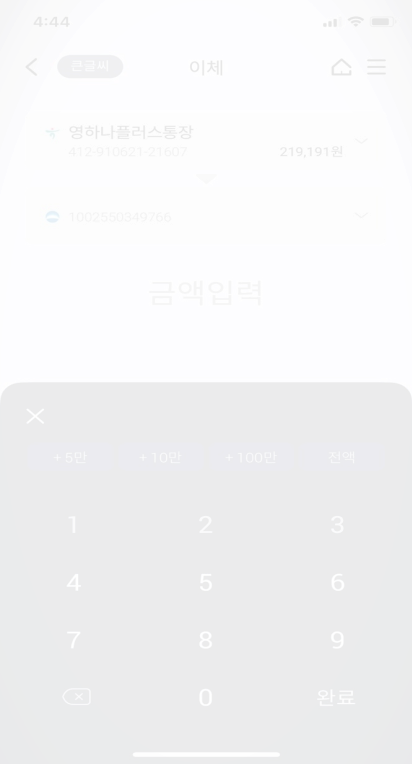 4:44
큰글씨
이체
영하나플러스통장
412-910621-21607
219,191원
1002550849766
금액입력
+ 5만
+ 10만
+ 100만
전액
1 2 3
4 5 6
7 8 9
0 완료